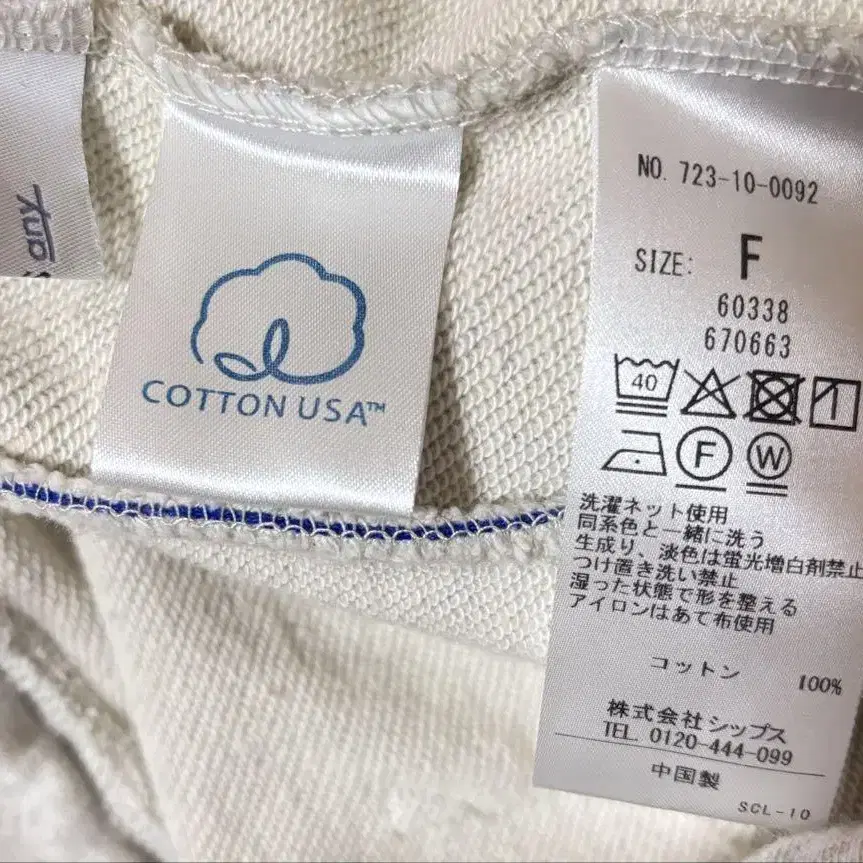 any
COTTON USA™
NO. 723-10-0092
SIZE: F
60338
670663
40
F
W
洗濯ネット使用
同系色と一緒に洗う
生成り、淡色は蛍光増白剤禁止
つけ置き洗い禁止
湿った状態で形を整える
アイロンはあて布使用
コットン 100%
株式会社シップス
TEL 0120-444-099
中国製
SCL-10